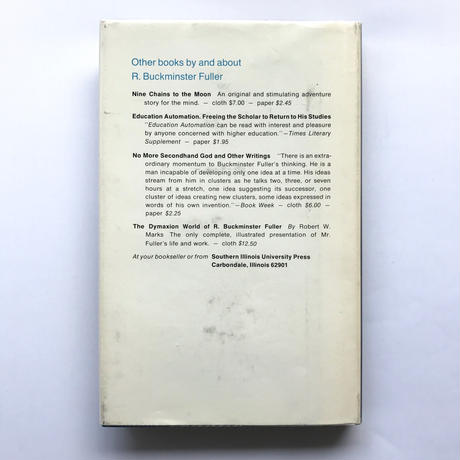 Other books by and about
R. Buckminster Fuller
Nine Chains to the Moon An original and stimulating adventure
story for the mind. — cloth $7.00 — paper $2.45
Education Automation. Freeing the Scholar to Return to His Studies
"Education Automation can be read with interest and pleasure
by anyone concerned with higher education."—Times Literary
Supplement — paper $1.95
No More Secondhand God and Other Writings "There is an extra-
ordinary momentum to Buckminster Fuller's thinking. He is a
man incapable of developing only one idea at a time. His ideas
stream from him in clusters as he talks two, three, or seven
hours at a stretch, one idea suggesting its successor, one
cluster of ideas creating new clusters, some ideas expressed in
words of his own invention."—Book Week — cloth $6.00 —
paper $2.25
The Dymaxion World of R. Buckminster Fuller By Robert W.
Marks The only complete, illustrated presentation of Mr.
Fuller's life and work. — cloth $12.50
At your bookseller or from Southern Illinois University Press
Carbondale, Illinois 62901